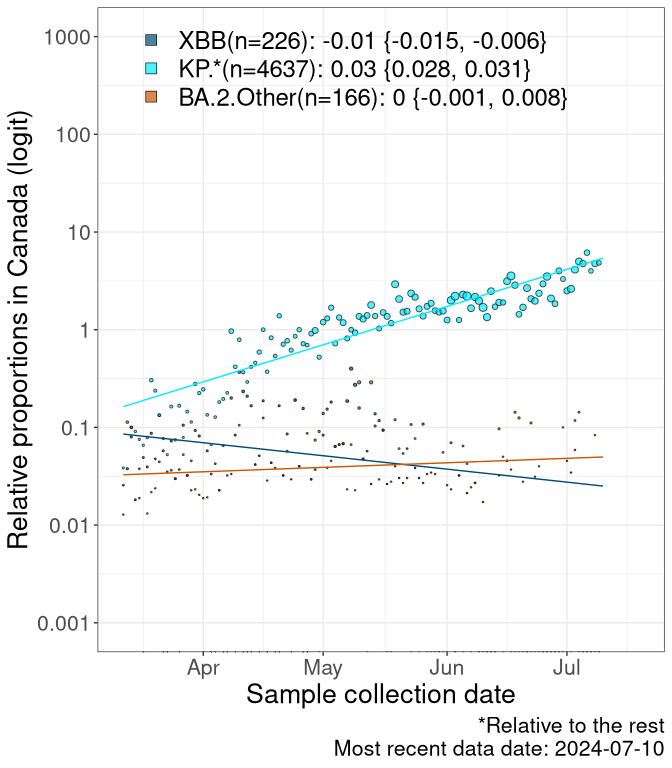 XBB(n=226): -0.01 {-0.015, -0.006}
KP.*(n=4637): 0.03 {0.028, 0.031}
BA.2.Other(n=166): 0 {-0.001, 0.008}
Relative proportions in Canada (logit)
1000
100
10
1
0.1
0.01
0.001
Apr May Jun Jul
Sample collection date
*Relative to the rest
Most recent data date: 2024-07-10